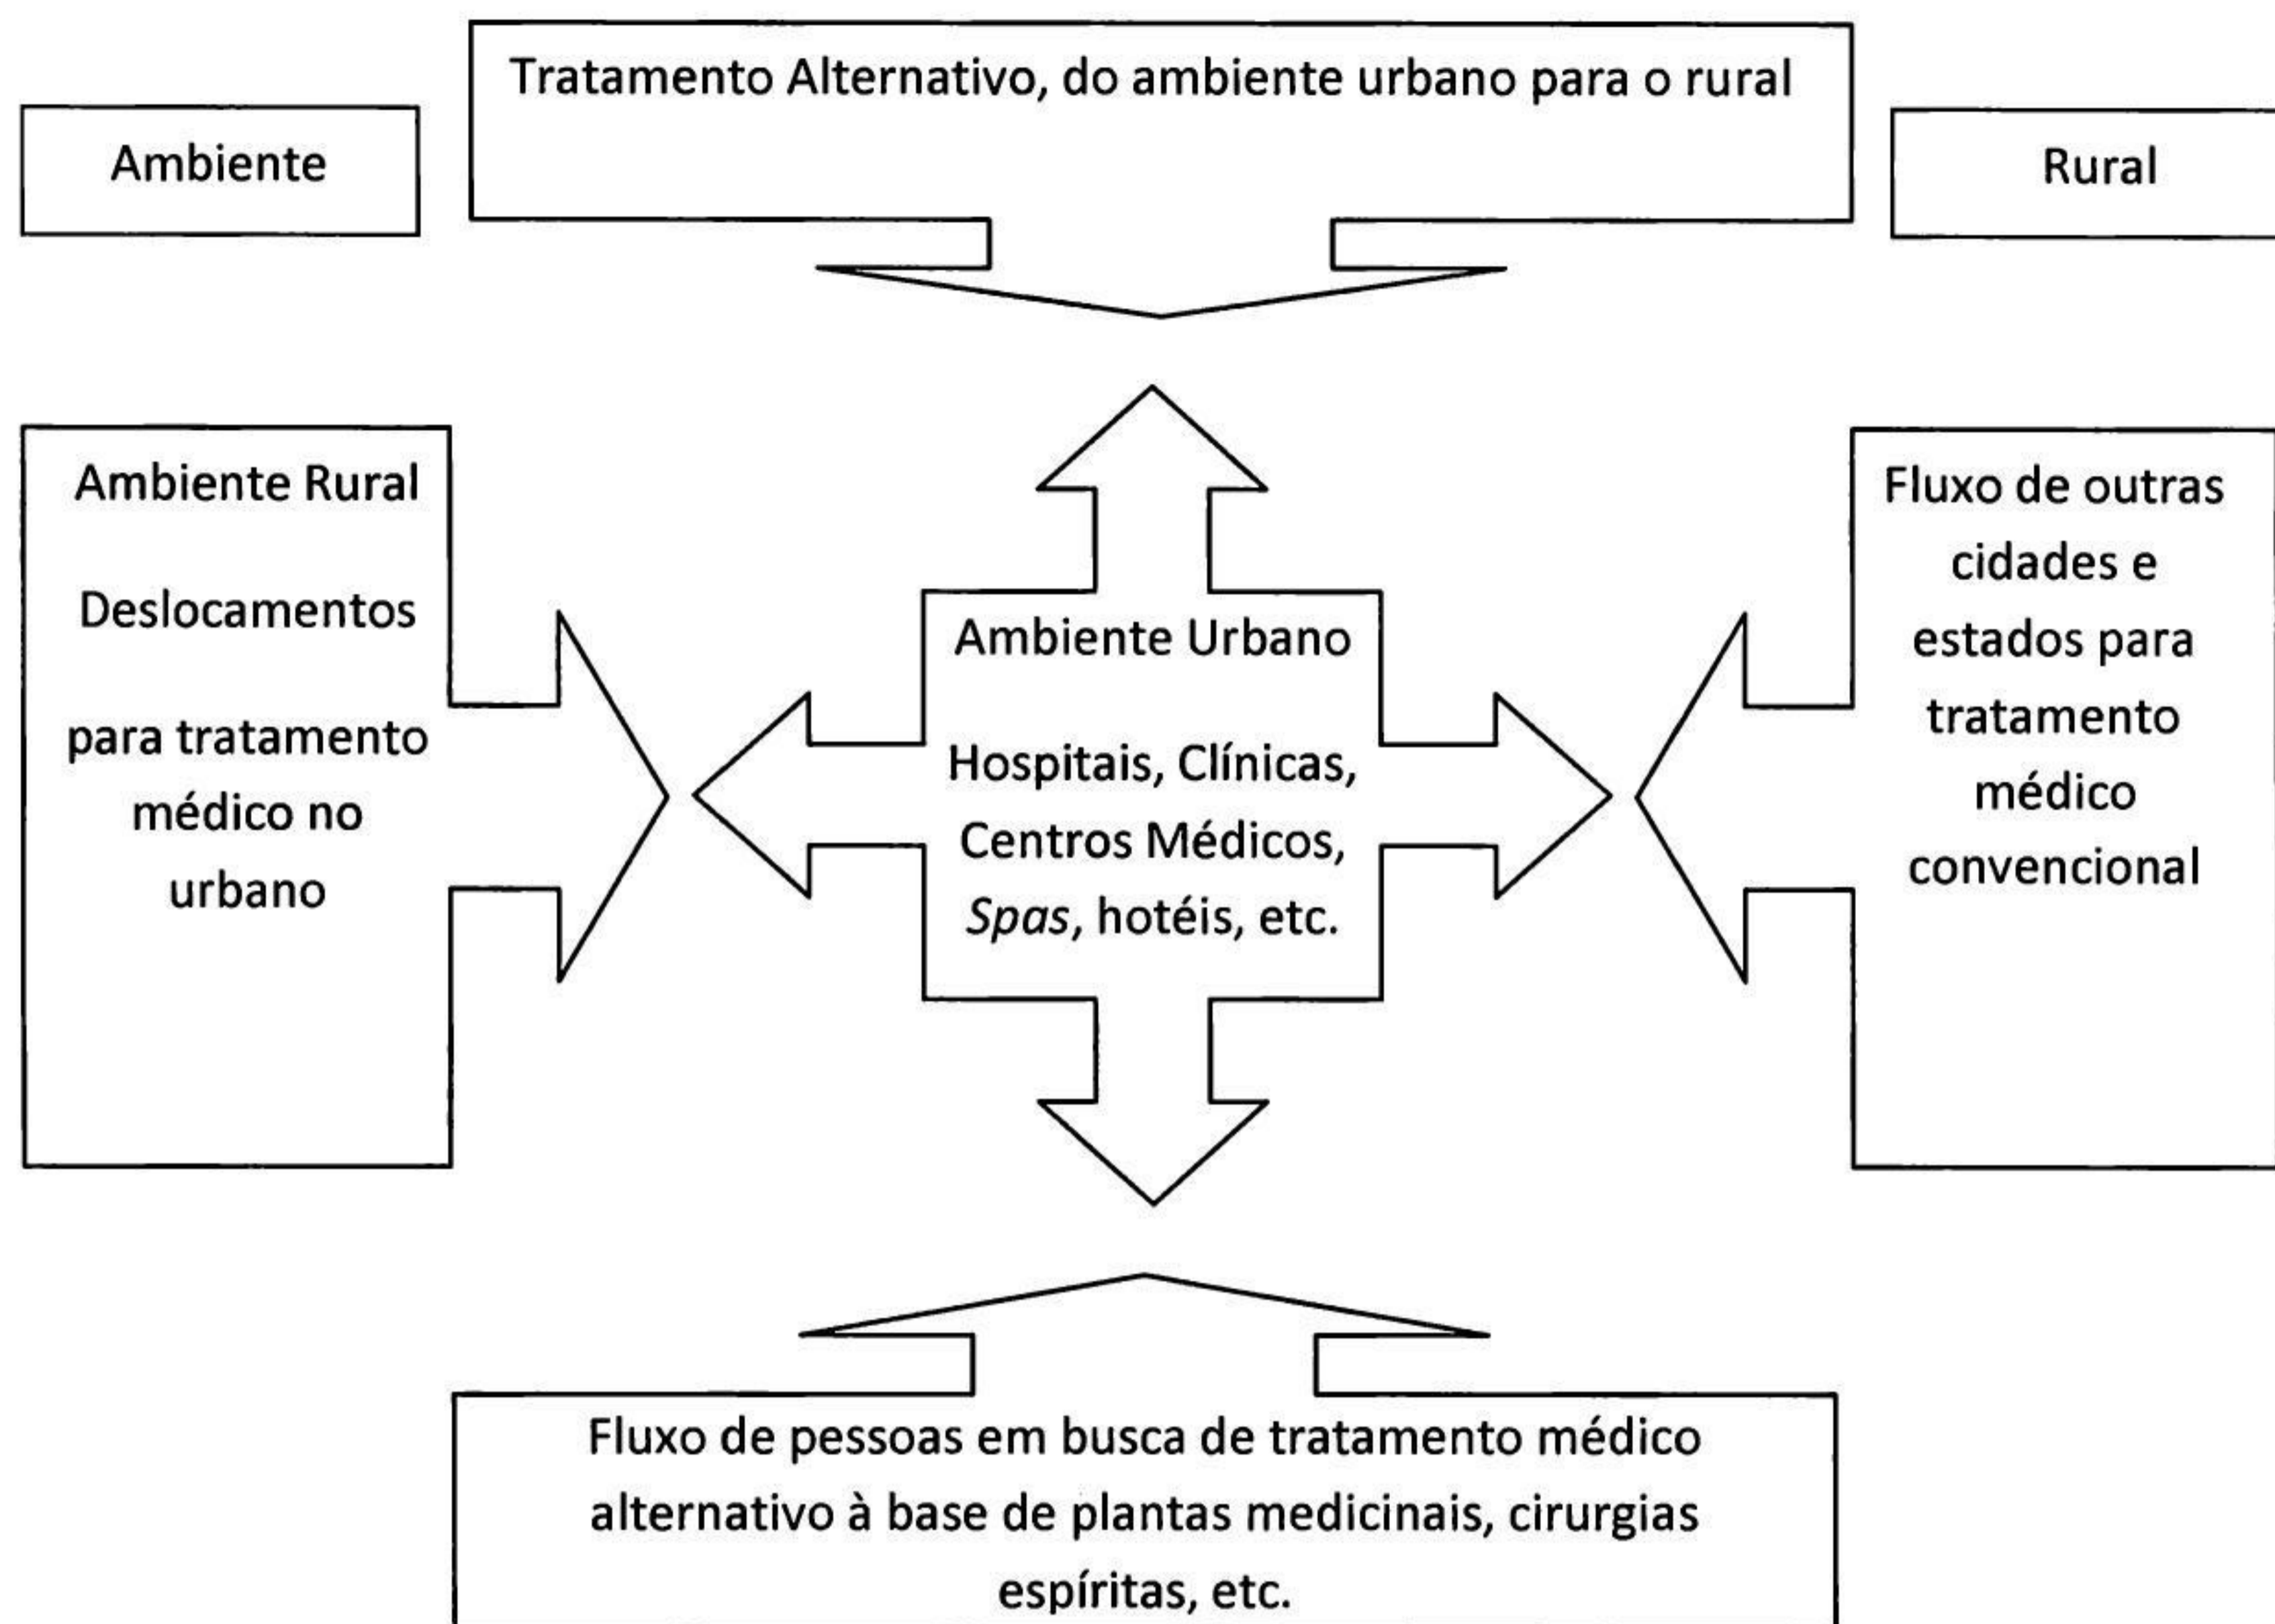 Tratamento Alternativo, do ambiente urbano para o rural
Ambiente
Rural
Ambiente Rural
Deslocamentos
para tratamento
médico no
urbano
Ambiente Urbano
Hospitais, Clínicas,
Centros Médicos,
Spas, hotéis, etc.
Fluxo de outras
cidades e
estados para
tratamento
médico
convencional
Fluxo de pessoas em busca de tratamento médico
alternativo à base de plantas medicinais, cirurgias
espíritas, etc.